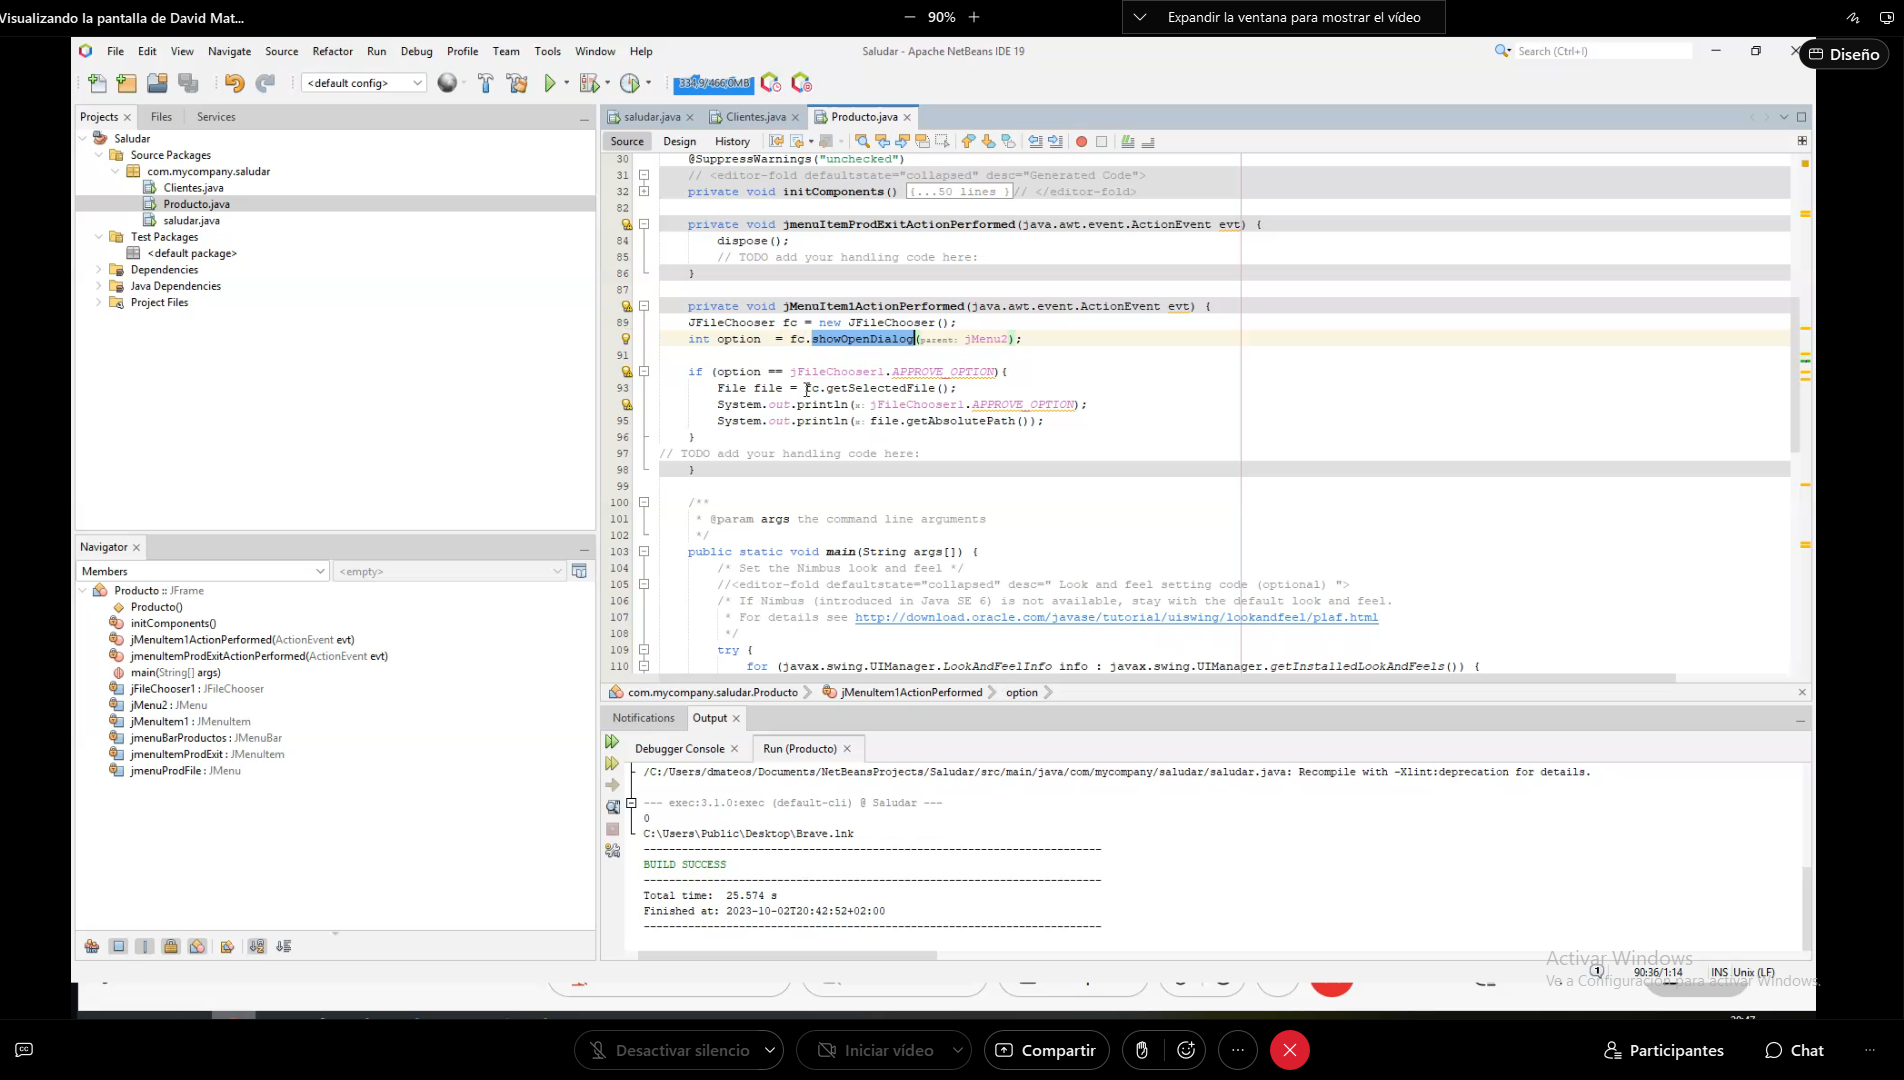 Visualizando la pantalla de David Mat...
90%
Expandir la ventana para mostrar el vídeo
File Edit View Navigate Source Refactor Run Debug Profile Team Tools Window Help
Saludar - Apache NetBeans IDE 19
Search (Ctrl+I)
Diseño
<default config>
334,9/466,0MB
Projects Files Services
Saludar
Source Packages
com.mycompany.saludar
Clientes.java
Producto.java
saludar.java
Test Packages
<default package>
Dependencies
Java Dependencies
Project Files
saludar.java Clientes.java Producto.java
Source Design History
30 @SuppressWarnings("unchecked")
31 // <editor-fold defaultstate="collapsed" desc="Generated Code">
32 private void initComponents() {...50 lines }// </editor-fold>
82
private void jmenuItemProdExitActionPerformed(java.awt.event.ActionEvent evt) {
84 dispose();
85 // TODO add your handling code here:
86 }
87
private void jMenuItem1ActionPerformed(java.awt.event.ActionEvent evt) {
89 JFileChooser fc = new JFileChooser();
int option = fc.showOpenDialog(parent: jMenu2);
91
if (option == jFileChooser1.APPROVE_OPTION){
93 File file = fc.getSelectedFile();
System.out.println(x: jFileChooser1.APPROVE_OPTION);
95 System.out.println(x: file.getAbsolutePath());
96 }
97 // TODO add your handling code here:
98 }
99
100 /**
101 * @param args the command line arguments
102 */
103 public static void main(String args[]) {
104 /* Set the Nimbus look and feel */
105 //<editor-fold defaultstate="collapsed" desc=" Look and feel setting code (optional) ">
106 /* If Nimbus (introduced in Java SE 6) is not available, stay with the default look and feel.
107 * For details see http://download.oracle.com/javase/tutorial/uiswing/lookandfeel/plaf.html
108 */
109 try {
110 for (javax.swing.UIManager.LookAndFeelInfo info : javax.swing.UIManager.getInstalledLookAndFeels()) {
com.mycompany.saludar.Producto jMenuItem1ActionPerformed option
Navigator
Members
<empty>
Producto :: JFrame
Producto()
initComponents()
jMenuItem1ActionPerformed(ActionEvent evt)
jmenuItemProdExitActionPerformed(ActionEvent evt)
main(String[] args)
jFileChooser1 : JFileChooser
jMenu2 : JMenu
jMenuItem1 : JMenuItem
jmenuBarProductos : JMenuBar
jmenuItemProdExit : JMenuItem
jmenuProdFile : JMenu
Notifications Output
Debugger Console Run (Producto)
/C:/Users/dmateos/Documents/NetBeansProjects/Saludar/src/main/java/com/mycompany/saludar/saludar.java: Recompile with -Xlint:deprecation for details.
--- exec:3.1.0:exec (default-cli) @ Saludar ---
0
C:\Users\Public\Desktop\Brave.lnk
------------------------------------------------------------------------
BUILD SUCCESS
------------------------------------------------------------------------
Total time: 25.574 s
Finished at: 2023-10-02T20:42:52+02:00
------------------------------------------------------------------------
Activar Windows
Ve a Configuración para activar Windows.
1 90:36/1:14 INS Unix (LF)
Desactivar silencio
Iniciar vídeo
Compartir
Participantes
Chat